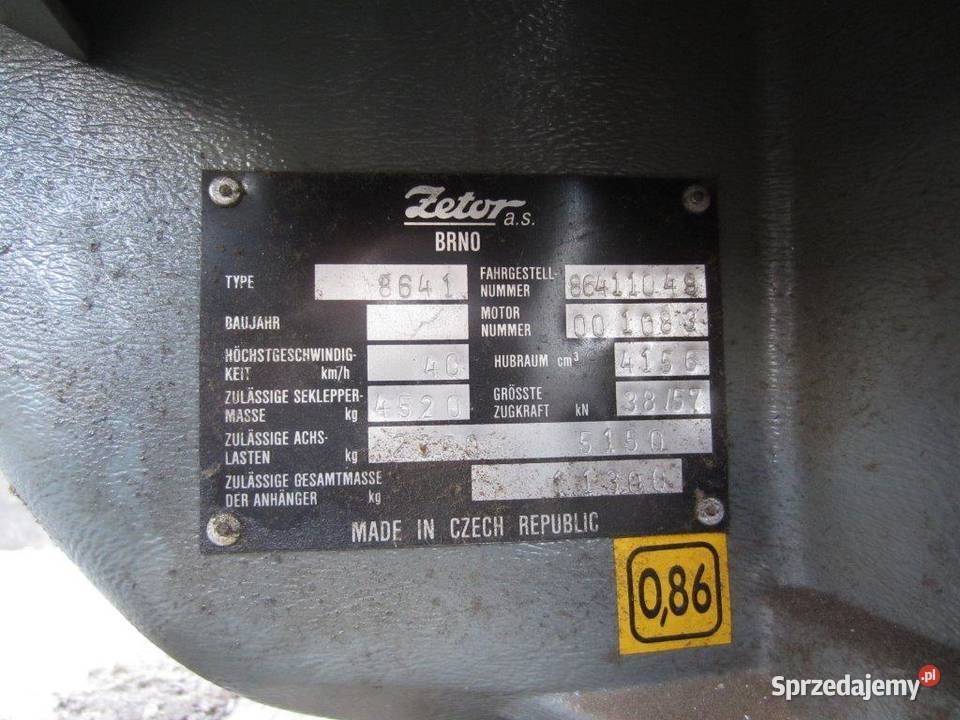 Zetor a.s.
BRNO
TYPE 8641
FAHRGESTELL-
NUMMER 86411048
BAUJAHR
MOTOR
NUMMER 001083
HÖCHSTGESCHWINDIG-
KEIT km/h 40
HUBRAUM cm³ 4156
ZULÄSSIGE SEKLEPPER-
MASSE kg 4520
GRÖSSTE
ZUGKRAFT kN 38/57
ZULÄSSIGE ACHS-
LASTEN kg 5150
ZULÄSSIGE GESAMTMASSE
DER ANHÄNGER kg
MADE IN CZECH REPUBLIC
0,86
Sprzedajemy.pl